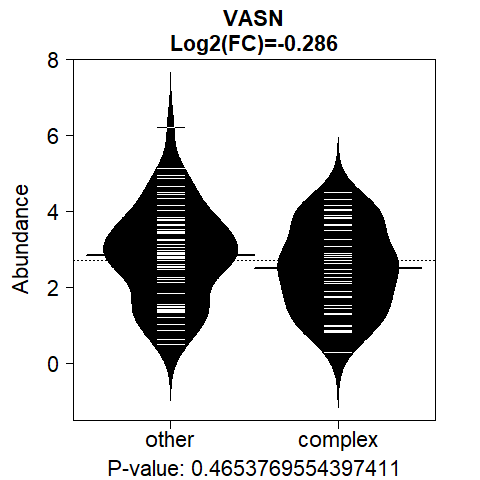 VASN
Log2(FC)=-0.286
Abundance
8
6
4
2
0
other complex
P-value: 0.4653769554397411